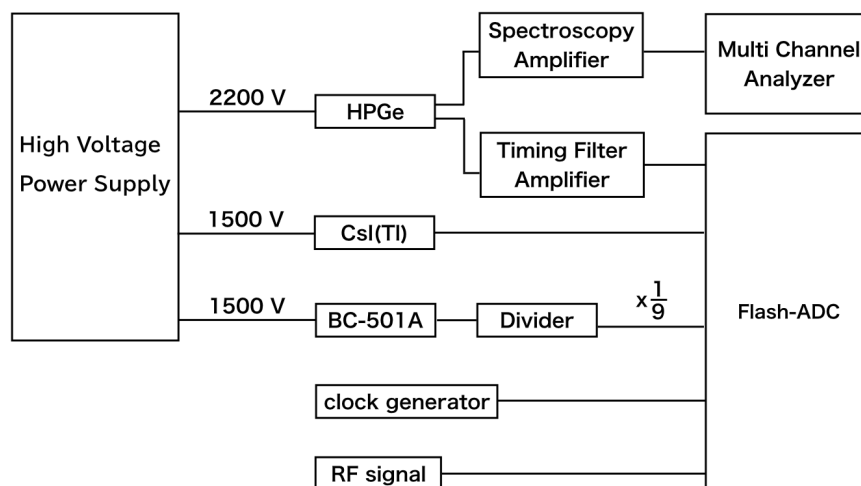 Spectroscopy
Amplifier
Multi Channel
Analyzer
2200 V
HPGe
High Voltage
Power Supply
Timing Filter
Amplifier
1500 V
CsI(Tl)
1500 V
BC-501A
Divider
x 1/9
Flash-ADC
clock generator
RF signal